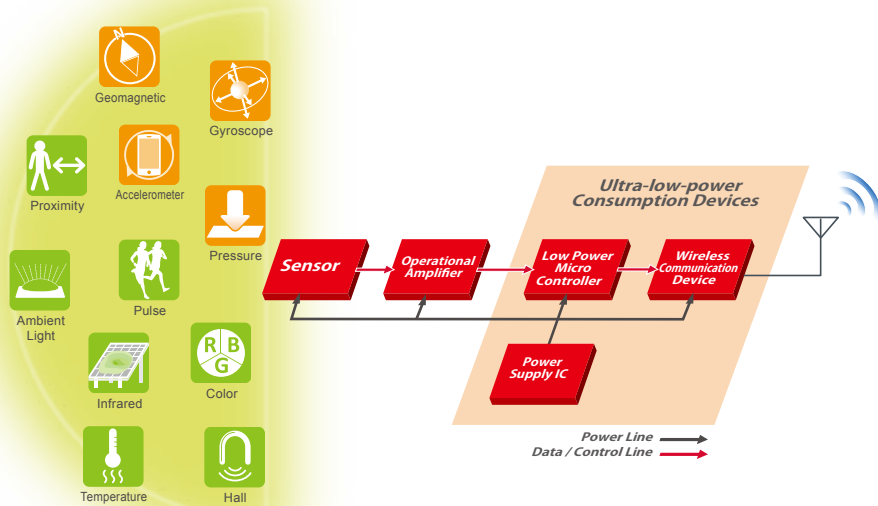 N
Geomagnetic
Gyroscope
Proximity
Accelerometer
Pressure
Ambient
Light
Pulse
Infrared
R B
G
Color
Temperature
Hall
Ultra-low-power
Consumption Devices
Sensor
Operational
Amplifier
Low Power
Micro
Controller
Wireless
Communication
Device
Power
Supply IC
Power Line
Data / Control Line